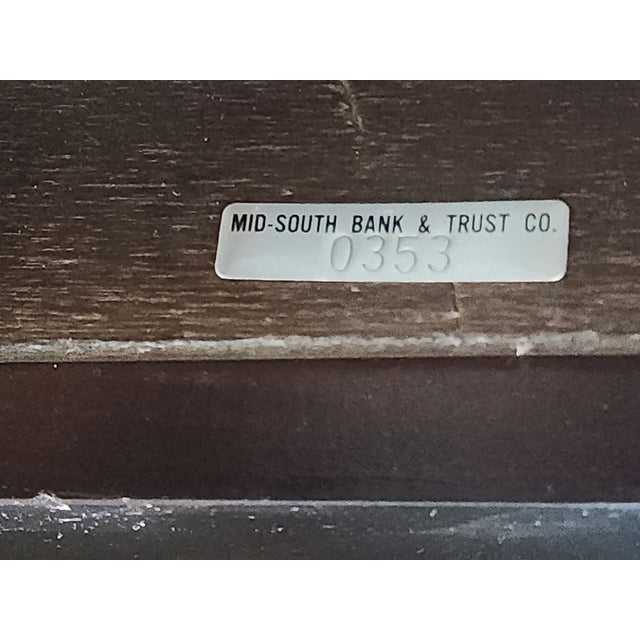 MID-SOUTH BANK & TRUST CO.
0353